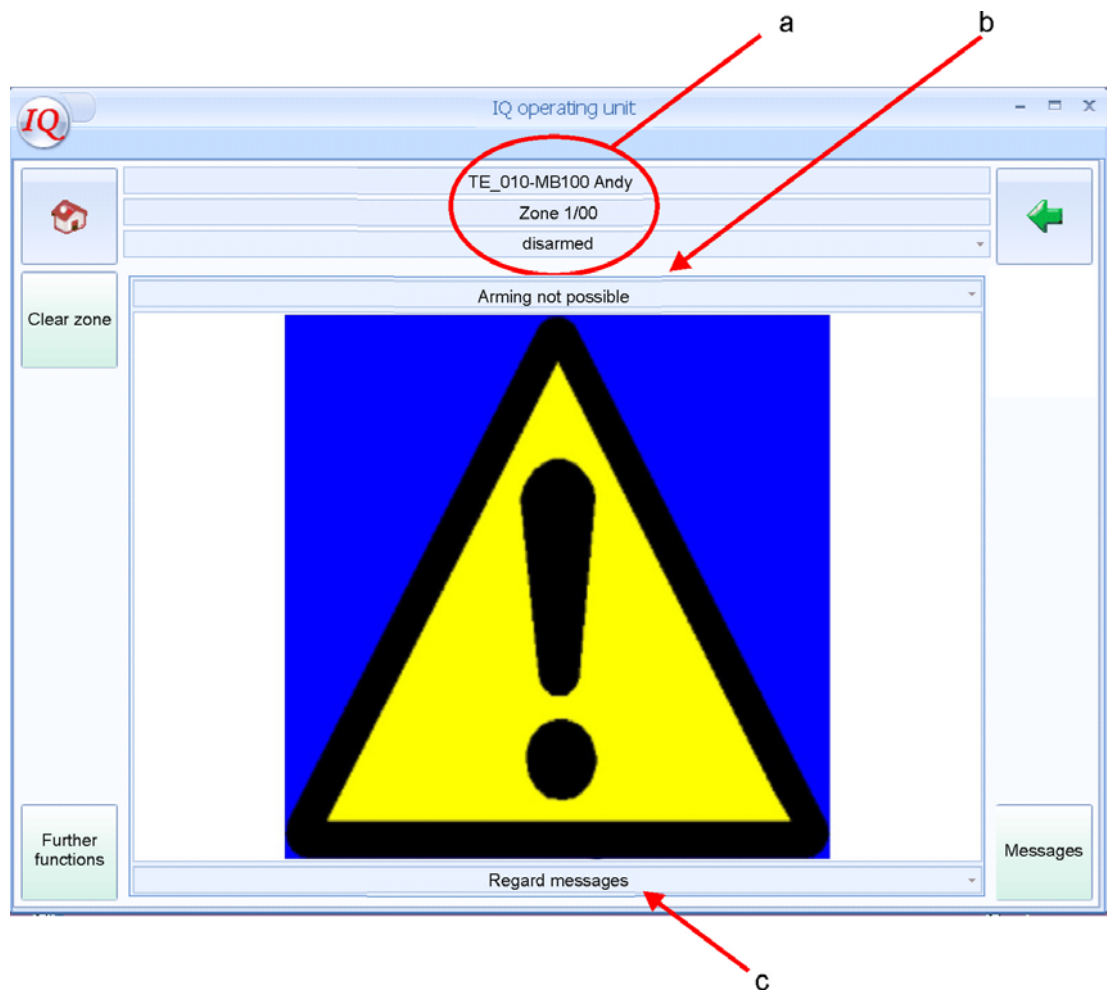 a
b
IQ
IQ operating unit
TE_010-MB100 Andy
Zone 1/00
disarmed
Arming not possible
Clear zone
Further
functions
Messages
Regard messages
c